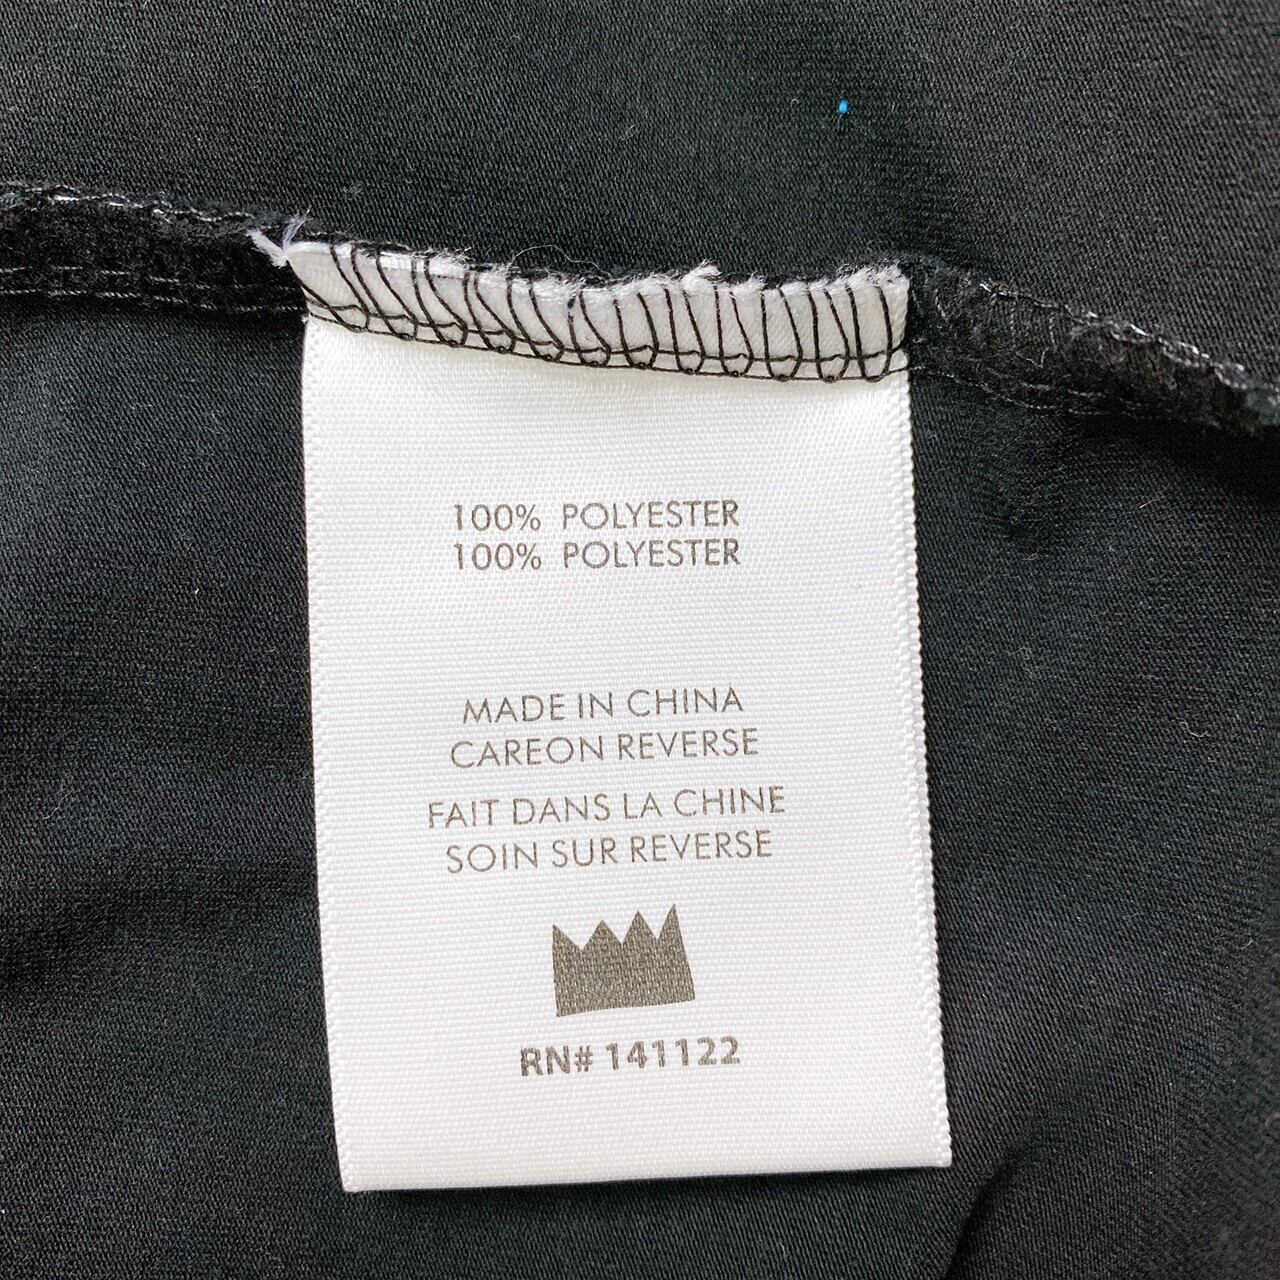 100% POLYESTER
100% POLYESTER
MADE IN CHINA
CAREON REVERSE
FAIT DANS LA CHINE
SOIN SUR REVERSE
RN# 141122